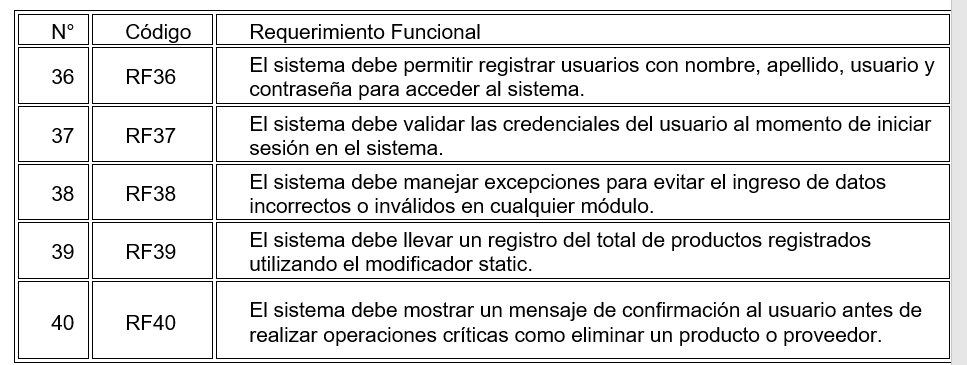 N° Código Requerimiento Funcional
36 RF36 El sistema debe permitir registrar usuarios con nombre, apellido, usuario y
contraseña para acceder al sistema.
37 RF37 El sistema debe validar las credenciales del usuario al momento de iniciar
sesión en el sistema.
38 RF38 El sistema debe manejar excepciones para evitar el ingreso de datos
incorrectos o inválidos en cualquier módulo.
39 RF39 El sistema debe llevar un registro del total de productos registrados
utilizando el modificador static.
40 RF40 El sistema debe mostrar un mensaje de confirmación al usuario antes de
realizar operaciones críticas como eliminar un producto o proveedor.